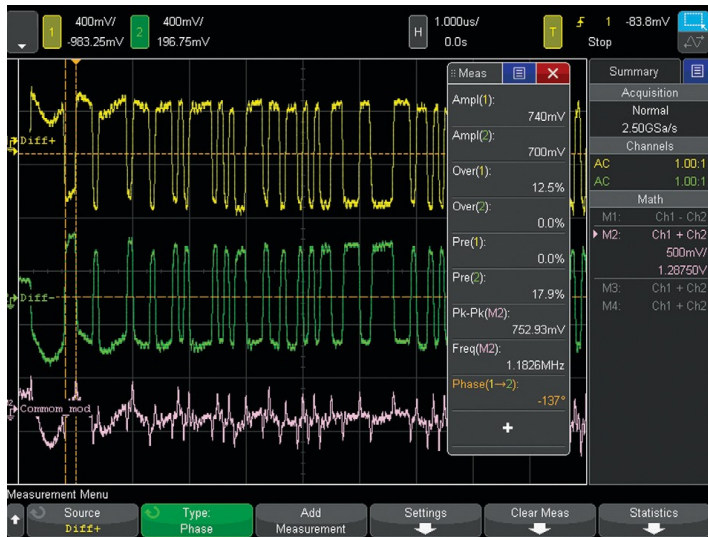 1 400mV/ 2 400mV/ H 1.000us/ T 1 -83.8mV
-983.25mV 196.75mV 0.0s Stop
Meas
Ampl(1):
740mV
Ampl(2):
700mV
Over(1):
12.5%
Over(2):
0.0%
Pre(1):
0.0%
Pre(2):
17.9%
Pk-Pk(M2):
752.93mV
Freq(M2):
1.1826MHz
Phase(1→2):
-137°
+
Summary
Acquisition
Normal
2.50GSa/s
Channels
AC 1.00:1
AC 1.00:1
Math
M1: Ch1 - Ch2
M2: Ch1 + Ch2
500mV/
1.28750V
M3: Ch1 + Ch2
M4: Ch1 + Ch2
Diff+
Diff-
Commom mod
Measurement Menu
Source
Diff+
Type:
Phase
Add
Measurement
Settings
Clear Meas
Statistics